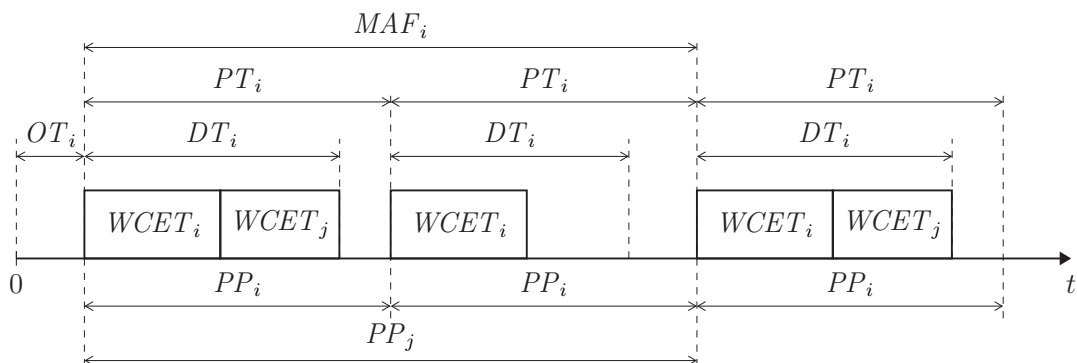 MAF_i
PT_i PT_i PT_i
OT_i DT_i DT_i DT_i
WCET_i WCET_j WCET_i WCET_i WCET_j
0 t
PP_i PP_i PP_i
PP_j